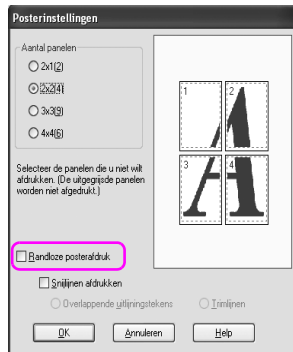 Posterinstellingen
Aantal panelen
2x1(2)
2x2(4)
3x3(9)
4x4(6)
Selecteer de panelen die u niet wilt
afdrukken. (De uitgegrijsde panelen
worden niet afgedrukt.)
1
2
3
4
Randloze posterafdruk
Snijlijnen afdrukken
Overlappende uitlijningstekens
Trimlijnen
OK
Annuleren
Help